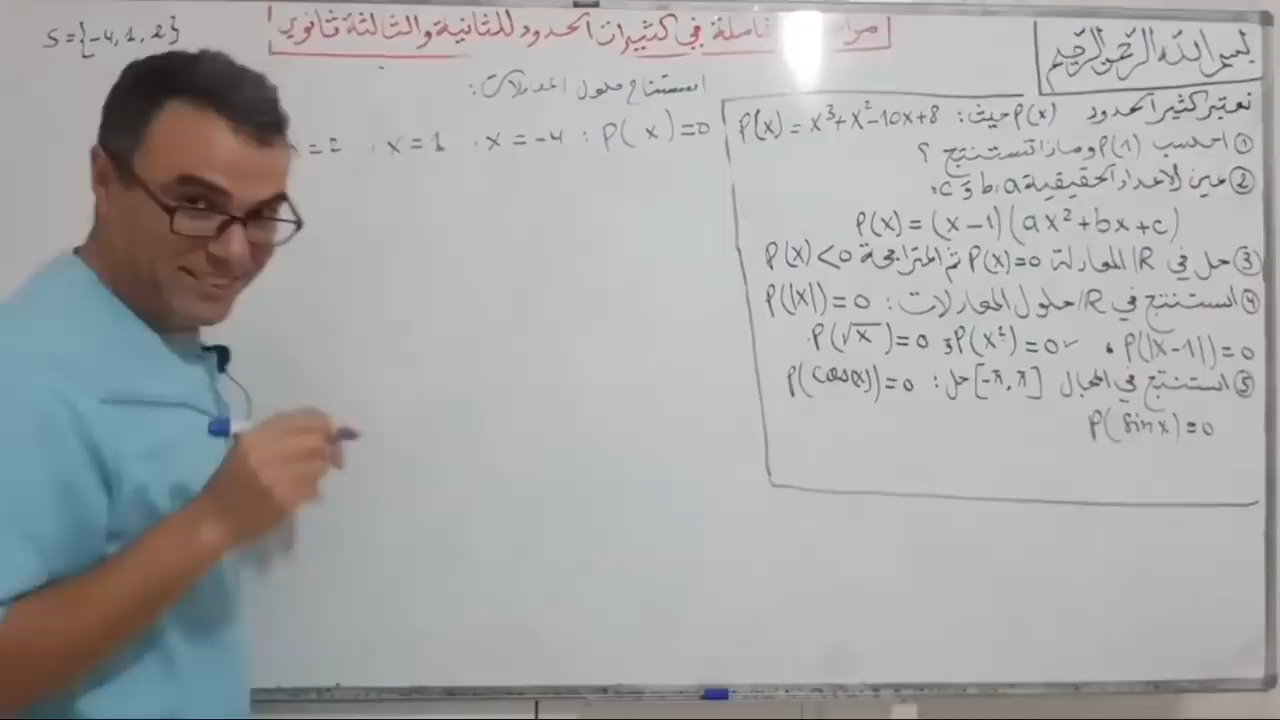 بسم الله الرحمن الرحيم
في كثيرات الحدود للثانية والثالثة ثانوي
S={-4,1,2}
نعتبر كثير الحدود P(x) حيث: P(x)=x³+x²-10x+8
① احسب P(1) وماذا تستنتج ؟
② عين الاعداد الحقيقية a، b و c:
P(x)=(x-1)(ax²+bx+c)
③ حل في IR المعادلة P(x)=0 ثم المتراجحة P(x)<0
④ استنتج في IR حلول المعادلات: P(|x|)=0
، P(|x-1|)=0 P(x²)=0 و P(√x)=0.
⑤ استنتج في المجال [-π,π] حل: P(cos(x))=0
P(sin x)=0
استنتاج حلول المعادلات:
P( x)=0 : x=-4 ، x=1 ،